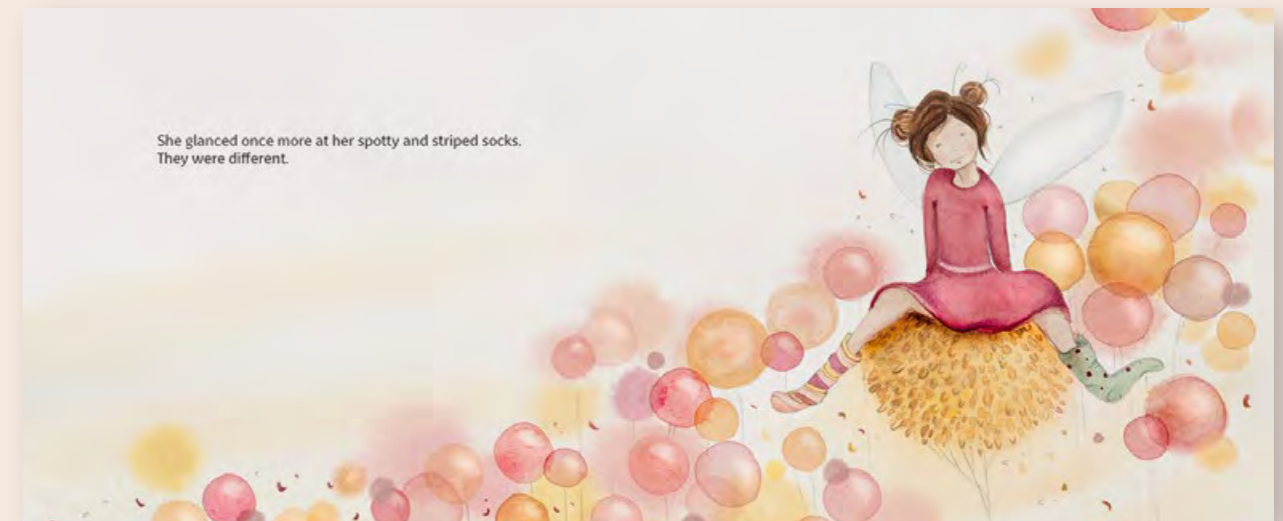 She glanced once more at her spotty and striped socks.
They were different.